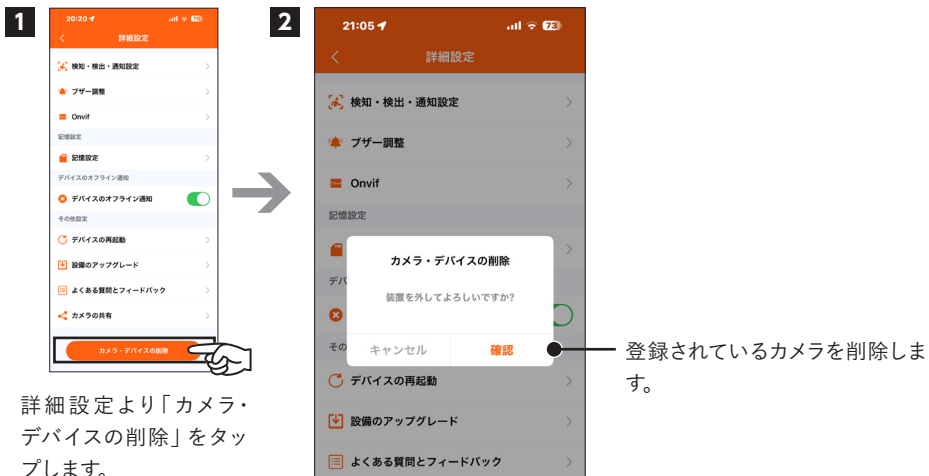 1
20:20
70
詳細設定
検知・検出・通知設定
ブザー調整
Onvif
記憶設定
記憶設定
デバイスのオフライン通知
デバイスのオフライン通知
その他設定
デバイスの再起動
設備のアップグレード
よくある質問とフィードバック
カメラの共有
カメラ・デバイスの削除
詳細設定より「カメラ・
デバイスの削除」をタッ
プします。
2
21:05
73
詳細設定
検知・検出・通知設定
ブザー調整
Onvif
記憶設定
カメラ・デバイスの削除
デバ
装置を外してよろしいですか?
その
キャンセル 確認
デバイスの再起動
設備のアップグレード
よくある質問とフィードバック
登録されているカメラを削除しま
す。